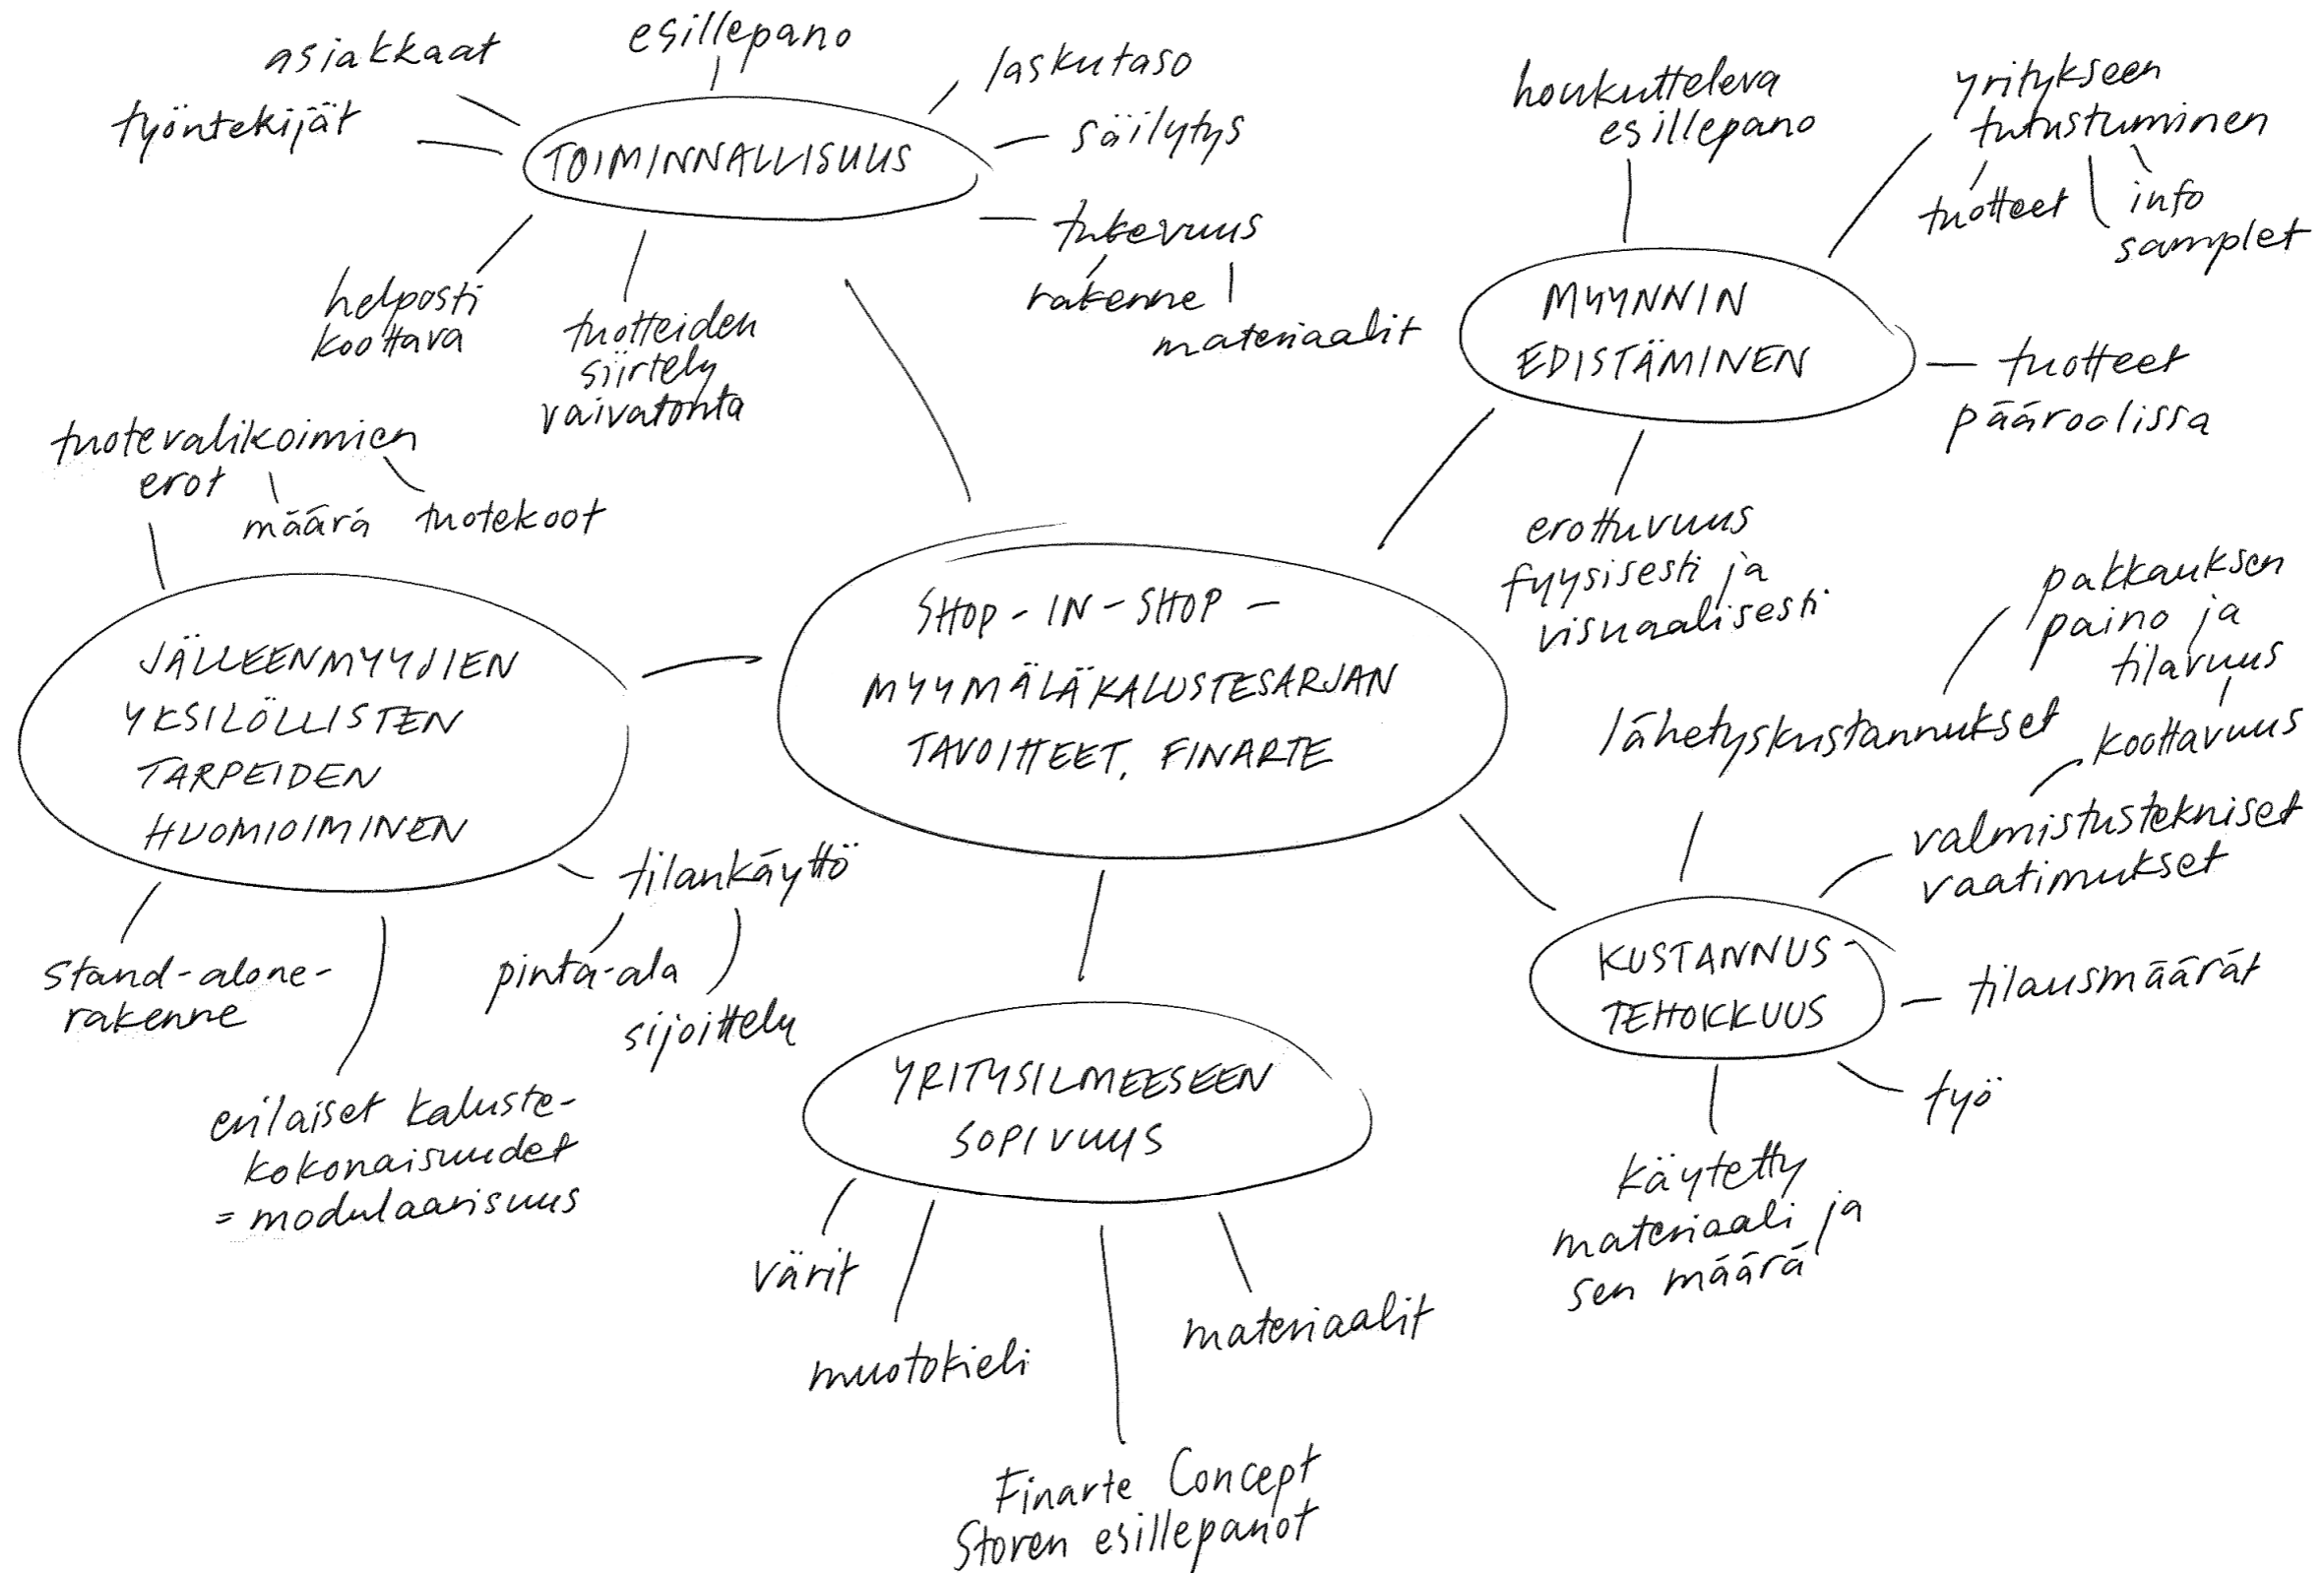 asiakkaat
työntekijät
esillepano
laskutaso
säilytys
TOIMINNALLISUUS
tukevuus
rakenne
materiaalit
helposti
koottava
tuotteiden
siirtely
vaivatonta
houkutteleva
esillepano
yritykseen
tutustuminen
tuotteet
info
samplet
MYYNNIN
EDISTÄMINEN
tuotteet
pääroolissa
erottuvuus
fyysisesti ja
visuaalisesti
tuotevalikoimien
erot
määrä
tuotekoot
JÄLLEENMYYJIEN
YKSILÖLLISTEN
TARPEIDEN
HUOMIOIMINEN
SHOP-IN-SHOP-
MYYMÄLÄKALUSTESARJAN
TAVOITTEET, FINARTE
pakkauksen
paino ja
tilavuus
koottavuus
lähetyskustannukset
valmistustekniset
vaatimukset
KUSTANNUS-
TEHOKKUUS
tilausmäärät
työ
käytetty
materiaali ja
sen määrä
tilankäyttö
pinta-ala
sijoittelu
stand-alone-
rakenne
erilaiset kaluste-
kokonaisuudet
= modulaarisuus
YRITYSILMEESEEN
SOPIVUUS
värit
muotokieli
materiaalit
Finarte Concept
Storen esillepanot